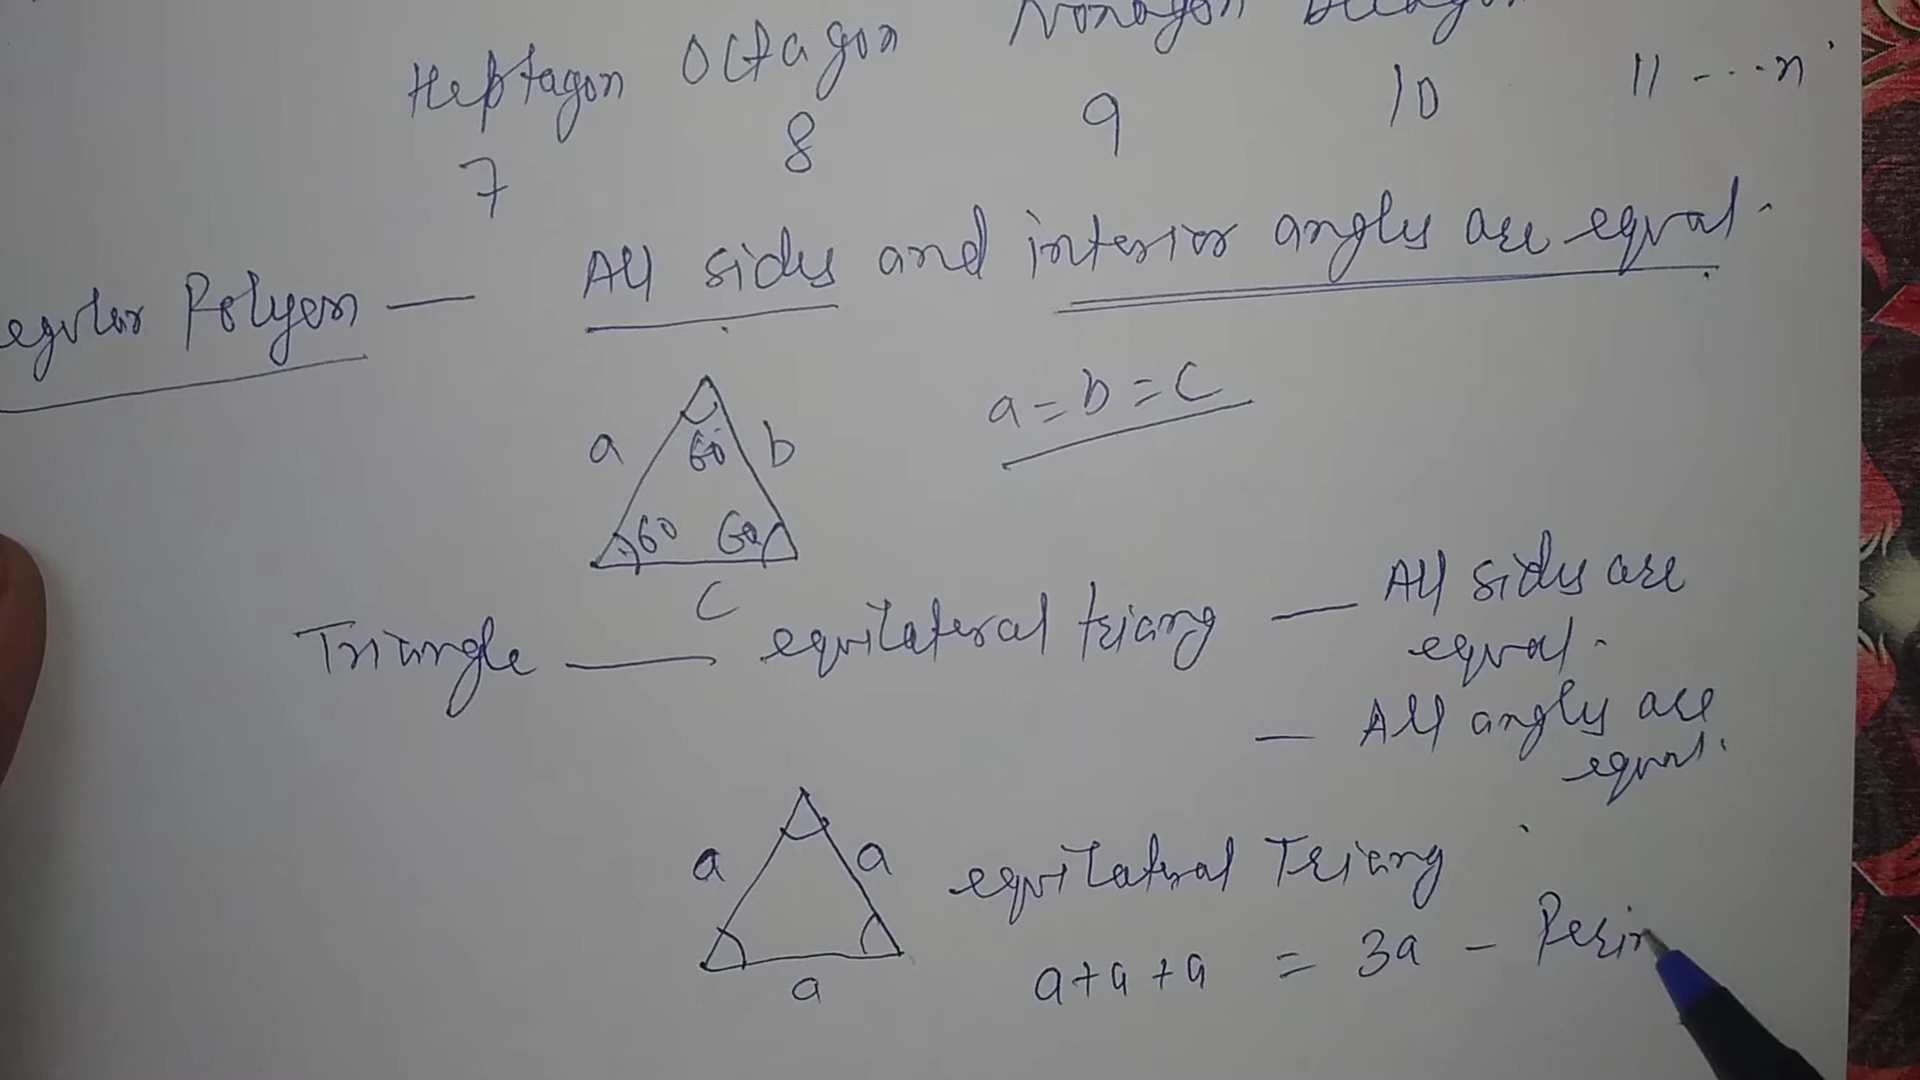 Heptagon Octagon Nonagon
7 8 9 10 11 ---n
egular Polygon — All sides and interior angles are equal.
a 60 b a=b=c
60 60
c
Triangle — equilateral triang — All sides are
equal.
— All angles are
equal.
a a equilateral Triang
a a+a+a = 3a - Perim